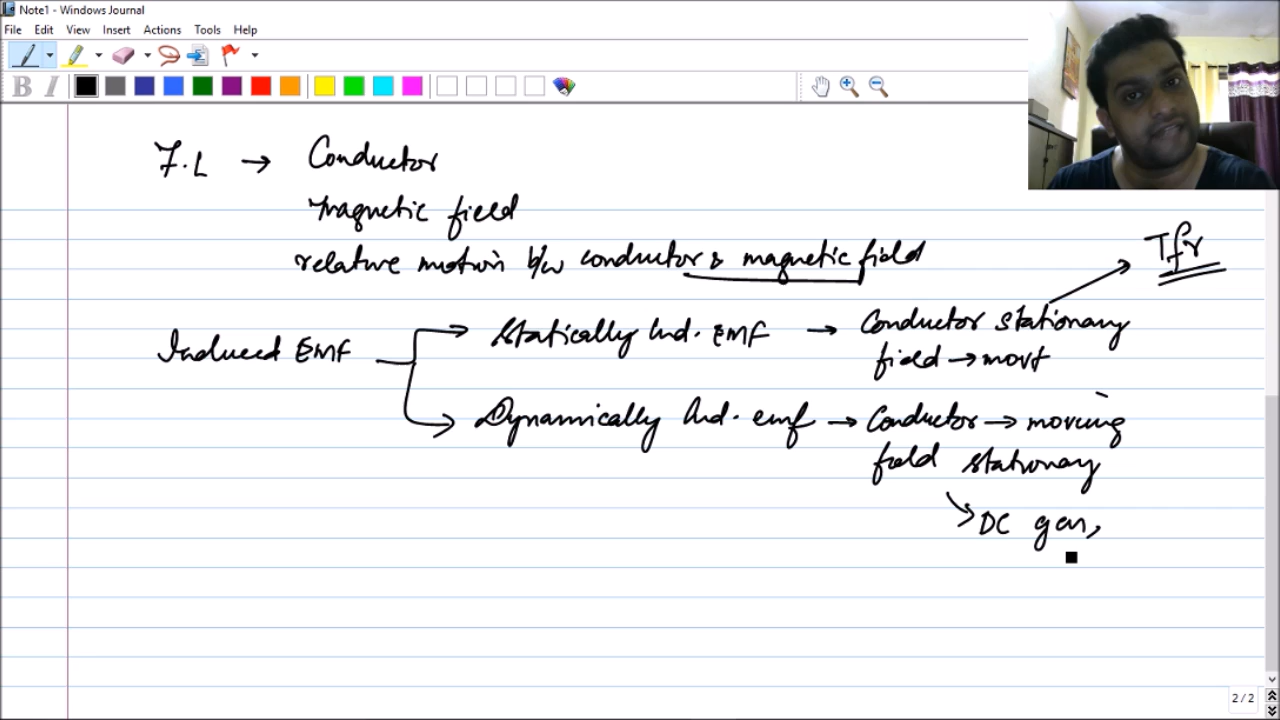 Note1 - Windows Journal
File Edit View Insert Actions Tools Help
B I
F.L → Conductor
Magnetic field
relative motion b/w conductor & magnetic field
Tfr
Induced EMF
Statically Ind. EMF → Conductor stationary
field → movt
Dynamically Ind. emf → Conductor → moving
field stationary
DC gen,
2 / 2